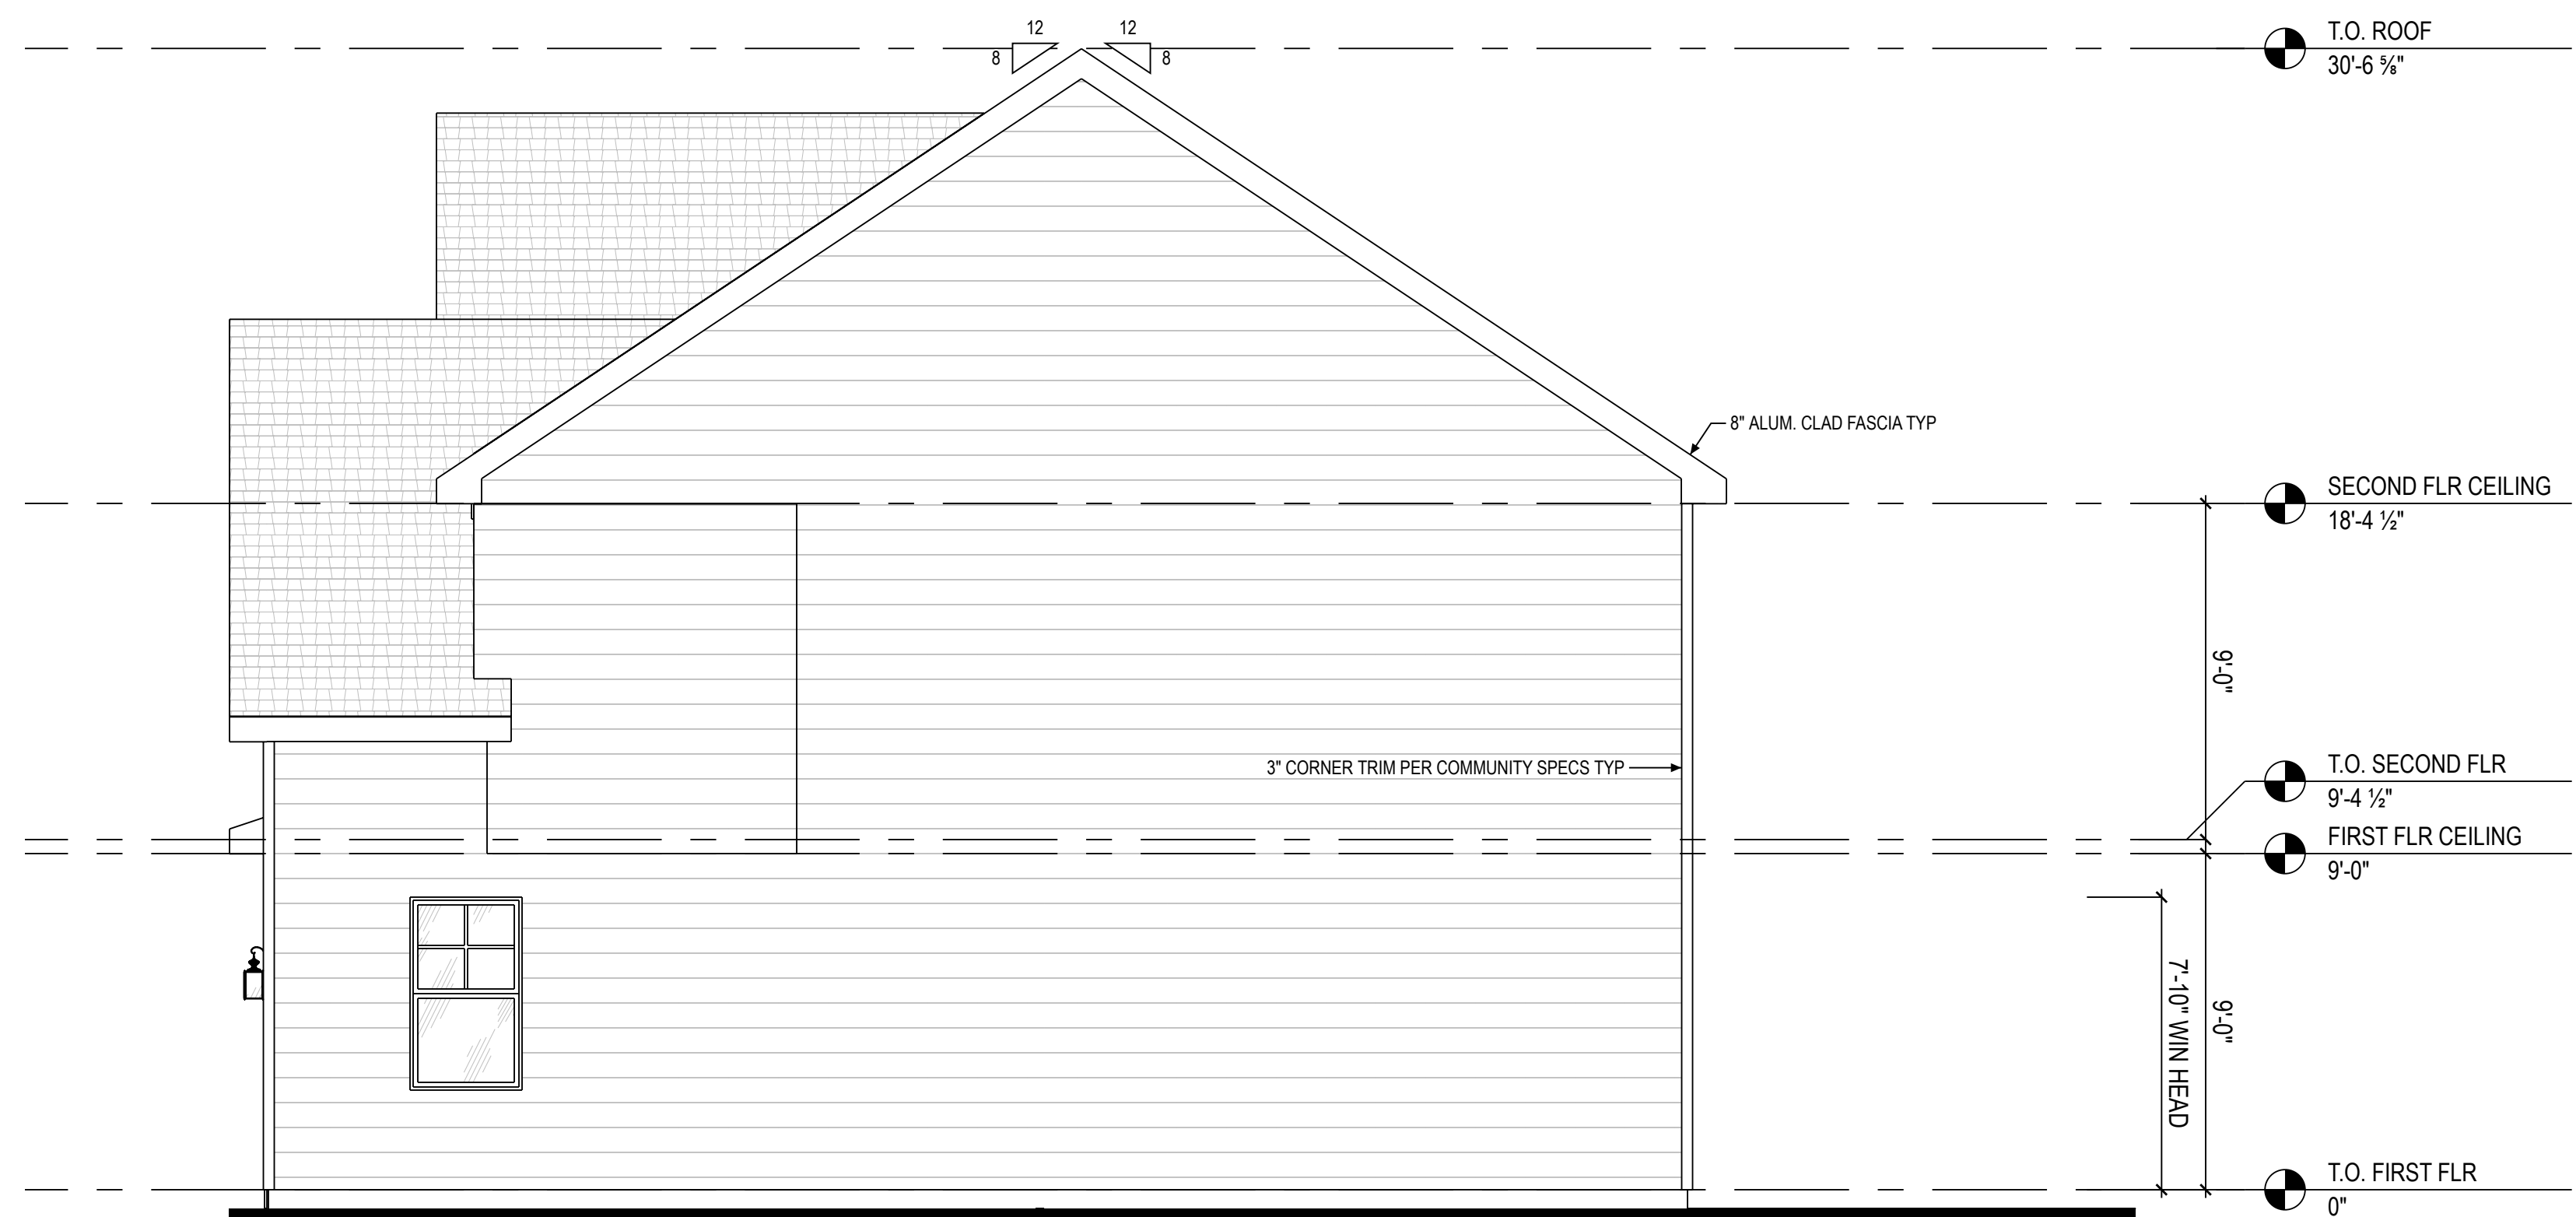 12
12
8
8
T.O. ROOF
30'-6 ⅝"
8" ALUM. CLAD FASCIA TYP
SECOND FLR CEILING
18'-4 ½"
9'-0"
3" CORNER TRIM PER COMMUNITY SPECS TYP
T.O. SECOND FLR
9'-4 ½"
FIRST FLR CEILING
9'-0"
7'-10" WIN HEAD
9'-0"
T.O. FIRST FLR
0"